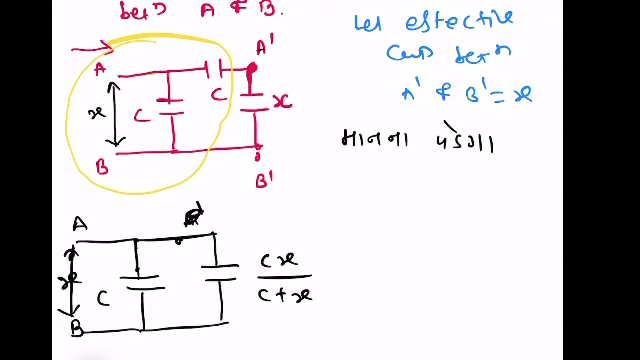 betn A & B.
Let effective
Cap betn
A' & B' = x
मानना पडेगा
A
A'
x
C
C
x
B
B'
A
x
C
Cx
C + x
B